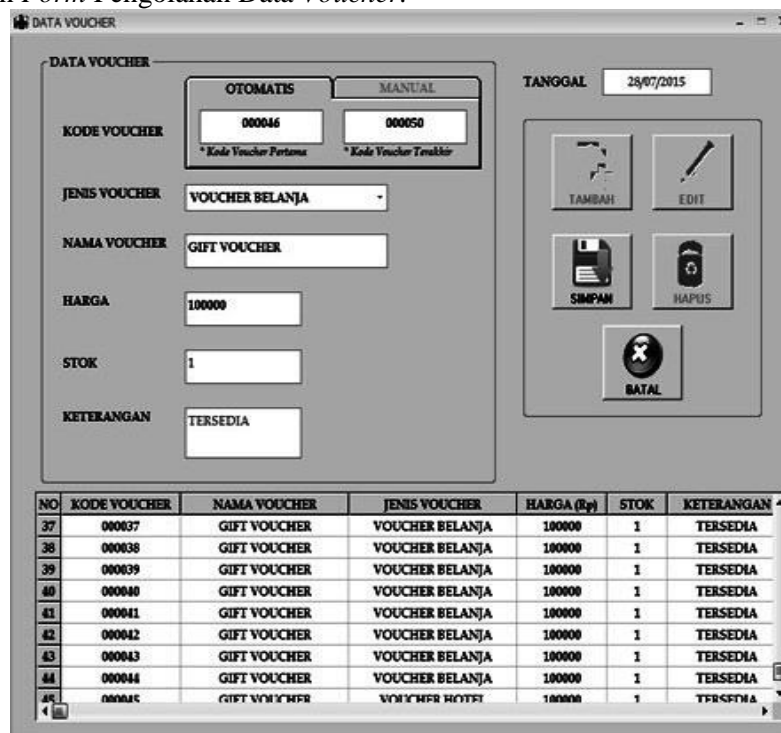 Form Pengolahan Data Voucher.
DATA VOUCHER
DATA VOUCHER
OTOMATIS MANUAL
TANGGAL 28/07/2015
KODE VOUCHER 000046 000050
* Kode Voucher Pertama * Kode Voucher Terakhir
JENIS VOUCHER VOUCHER BELANJA
TAMBAH EDIT
NAMA VOUCHER GIFT VOUCHER
HARGA 100000
SIMPAN HAPUS
STOK 1
BATAL
KETERANGAN TERSEDIA
NO KODE VOUCHER NAMA VOUCHER JENIS VOUCHER HARGA (Rp) STOK KETERANGAN
37 000037 GIFT VOUCHER VOUCHER BELANJA 100000 1 TERSEDIA
38 000038 GIFT VOUCHER VOUCHER BELANJA 100000 1 TERSEDIA
39 000039 GIFT VOUCHER VOUCHER BELANJA 100000 1 TERSEDIA
40 000040 GIFT VOUCHER VOUCHER BELANJA 100000 1 TERSEDIA
41 000041 GIFT VOUCHER VOUCHER BELANJA 100000 1 TERSEDIA
42 000042 GIFT VOUCHER VOUCHER BELANJA 100000 1 TERSEDIA
43 000043 GIFT VOUCHER VOUCHER BELANJA 100000 1 TERSEDIA
44 000044 GIFT VOUCHER VOUCHER BELANJA 100000 1 TERSEDIA
45 000045 GIFT VOUCHER VOUCHER HOTEL 100000 1 TERSEDIA